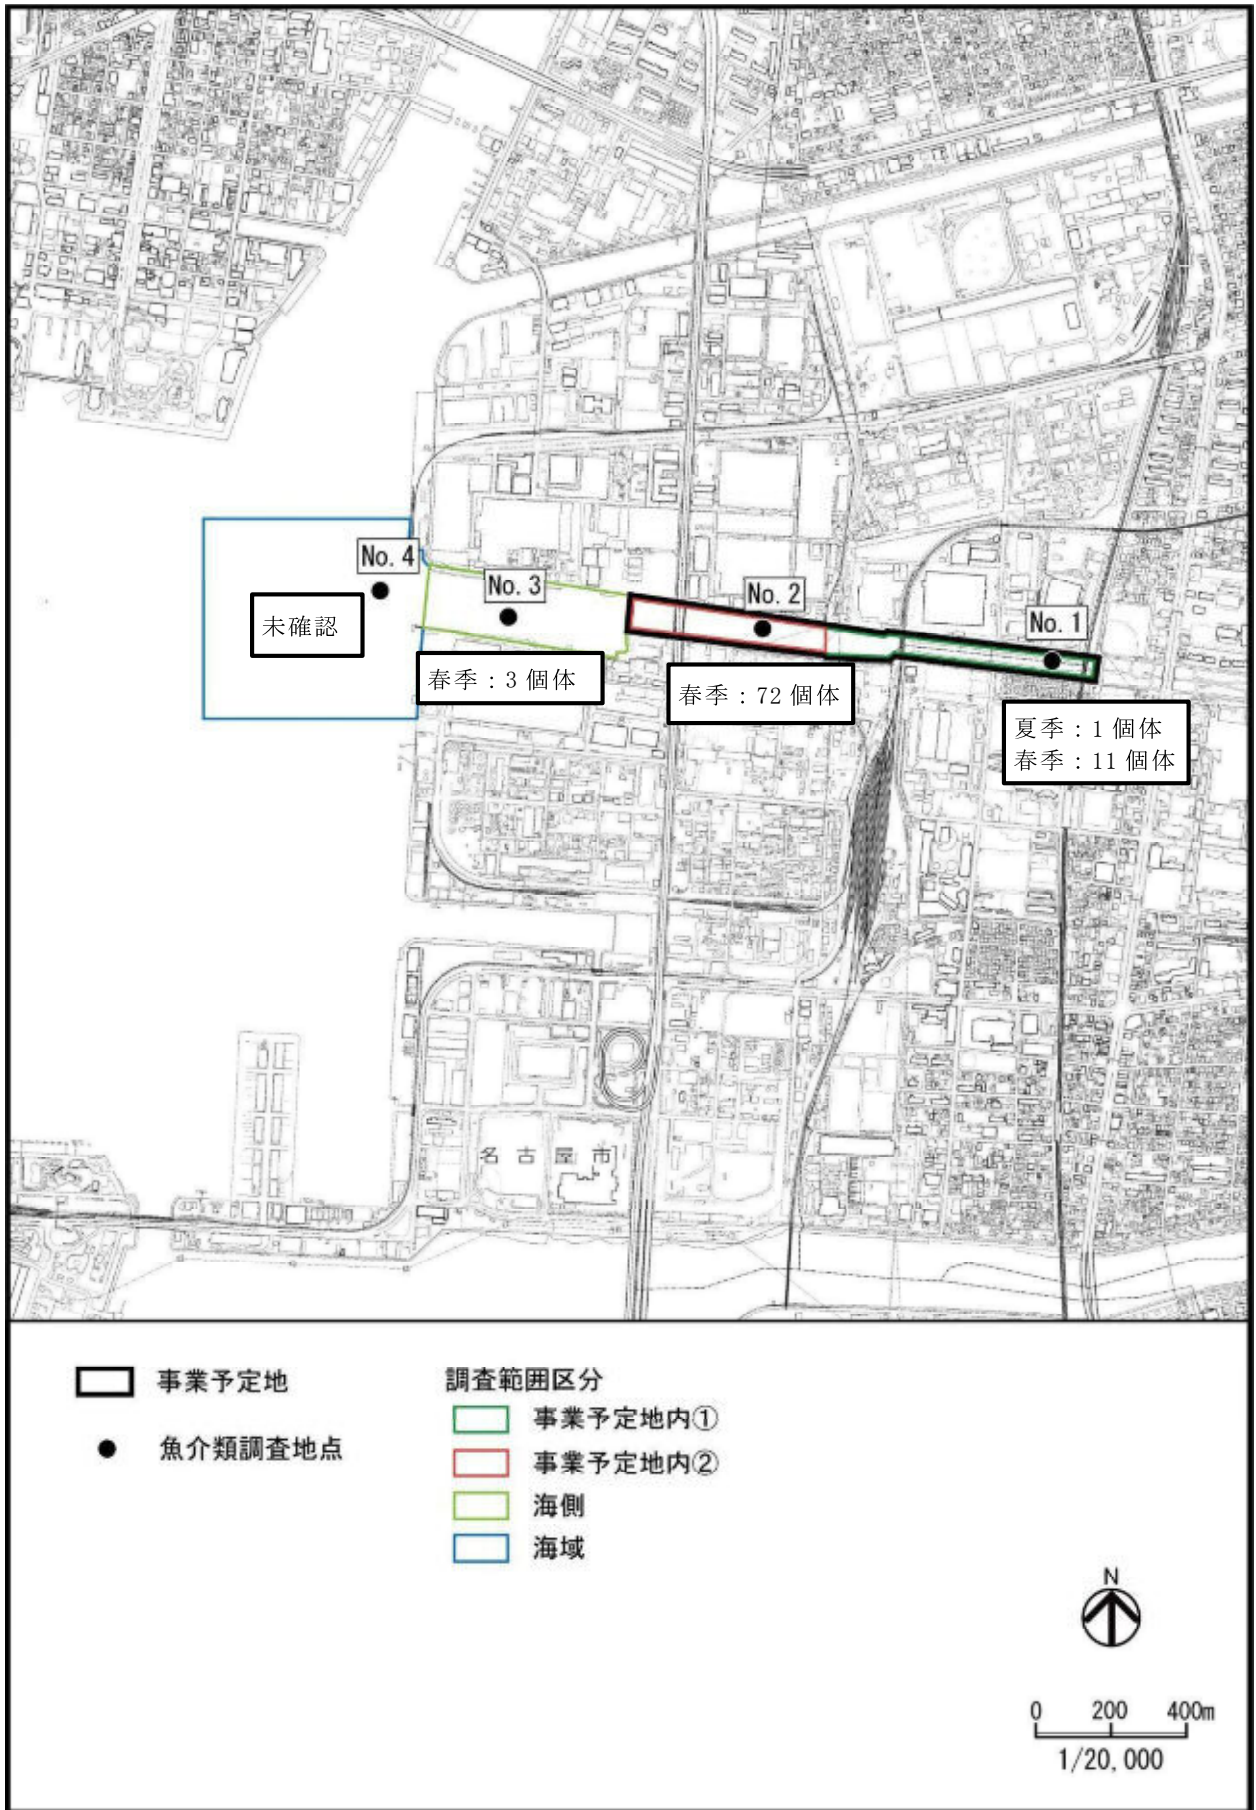 No. 4
No. 3
No. 2
No. 1
未確認
春季：3 個体
春季：72 個体
夏季：1 個体
春季：11 個体
名古屋市
事業予定地
魚介類調査地点
調査範囲区分
事業予定地内①
事業予定地内②
海側
海域
N
0 200 400m
1/20,000